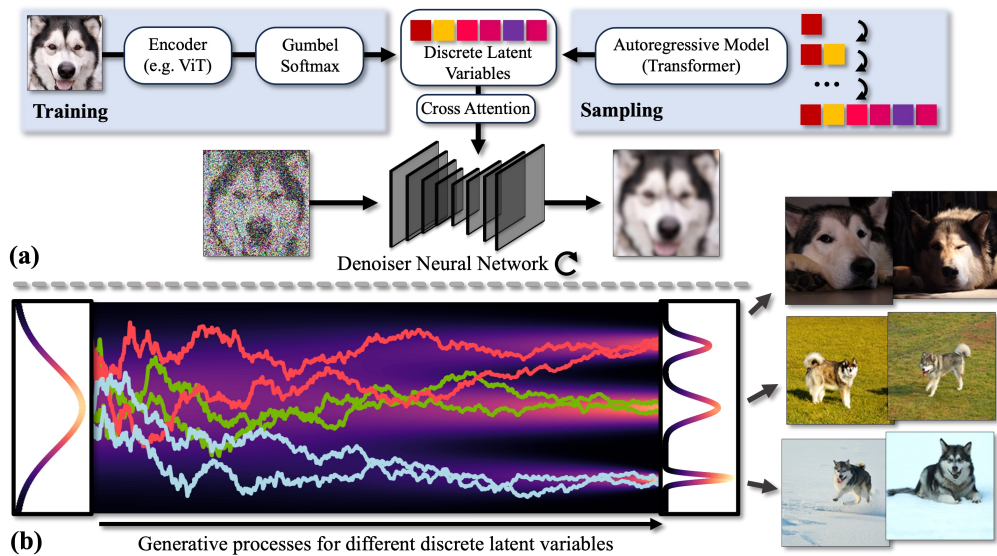 Training
Encoder
(e.g. ViT)
Gumbel
Softmax
Discrete Latent
Variables
Cross Attention
Autoregressive Model
(Transformer)
Sampling
...
(a)
Denoiser Neural Network
(b)
Generative processes for different discrete latent variables